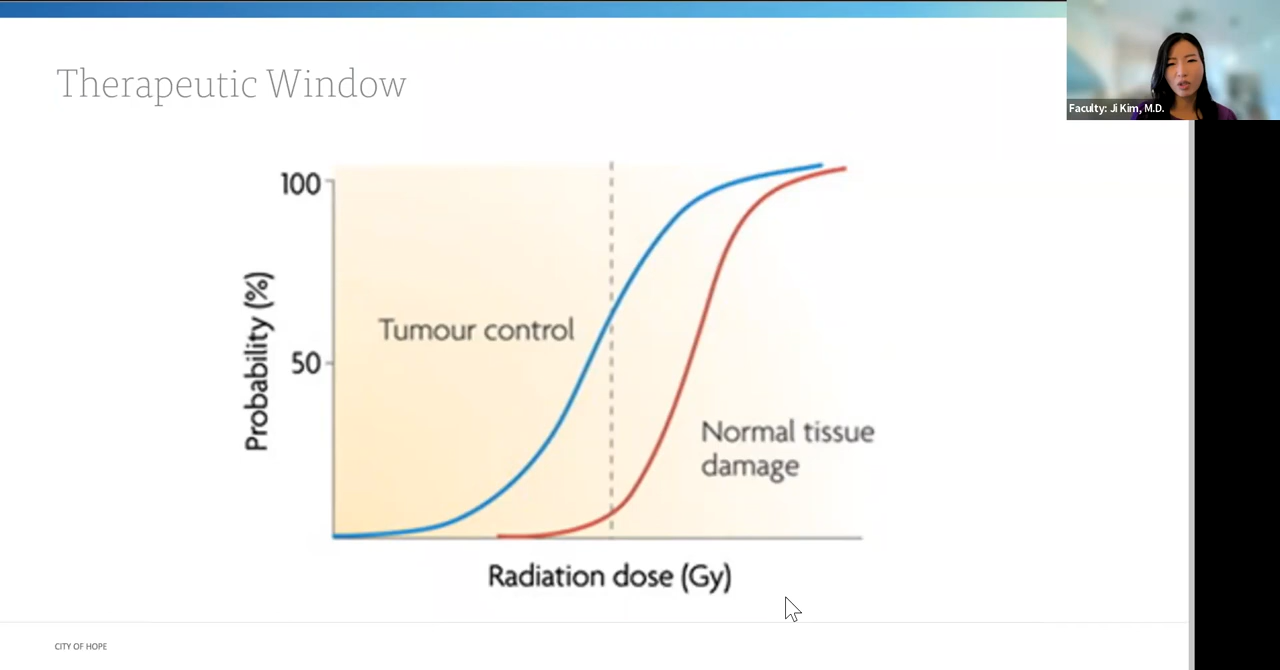 Therapeutic Window
Faculty: Ji Kim, M.D.
100
Tumour control
50
Probability (%)
Normal tissue
damage
Radiation dose (Gy)
CITY OF HOPE